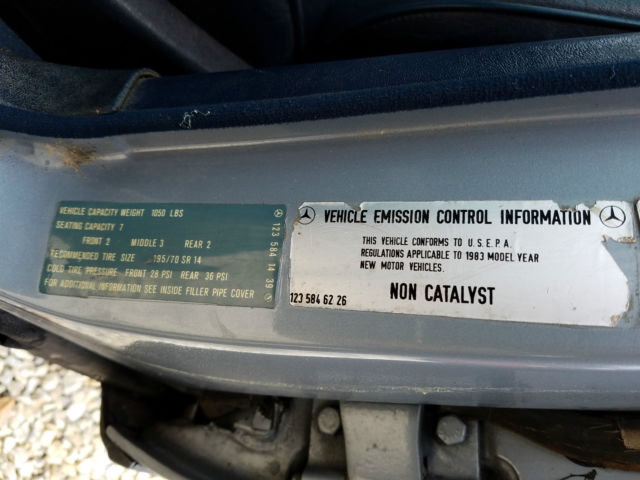 VEHICLE CAPACITY WEIGHT 1050 LBS
SEATING CAPACITY 7
FRONT 2 MIDDLE 3 REAR 2
RECOMMENDED TIRE SIZE 195/70 SR 14
COLD TIRE PRESSURE FRONT 28 PSI REAR 36 PSI
FOR ADDITIONAL INFORMATION SEE INSIDE FILLER PIPE COVER
123 584 14 39
VEHICLE EMISSION CONTROL INFORMATION
THIS VEHICLE CONFORMS TO U.S.E.P.A.
REGULATIONS APPLICABLE TO 1983 MODEL YEAR
NEW MOTOR VEHICLES.
123 584 62 26 NON CATALYST